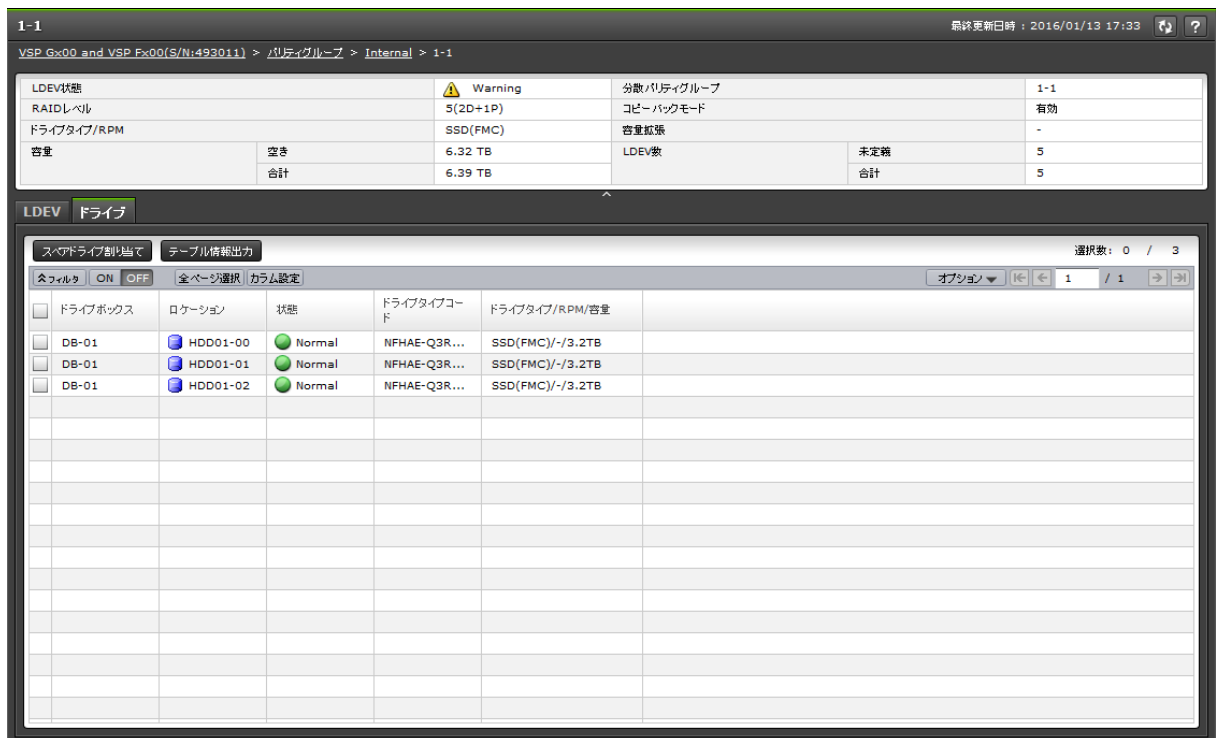 1-1 最終更新日時 : 2016/01/13 17:33 ?
VSP Gx00 and VSP Fx00(S/N:493011) > パリティグループ > Internal > 1-1
LDEV状態 Warning 分散パリティグループ 1-1
RAIDレベル 5(2D+1P) コピーバックモード 有効
ドライブタイプ/RPM SSD(FMC) 容量拡張 -
容量 空き 6.32 TB LDEV数 未定義 5
合計 6.39 TB 合計 5
LDEV ドライブ
スペアドライブ割り当て テーブル情報出力 選択数: 0 / 3
フィルタ ON OFF 全ページ選択 カラム設定 オプション 1 / 1
ドライブボックス ロケーション 状態 ドライブタイプコード ドライブタイプ/RPM/容量
DB-01 HDD01-00 Normal NFHAE-Q3R... SSD(FMC)/-/3.2TB
DB-01 HDD01-01 Normal NFHAE-Q3R... SSD(FMC)/-/3.2TB
DB-01 HDD01-02 Normal NFHAE-Q3R... SSD(FMC)/-/3.2TB